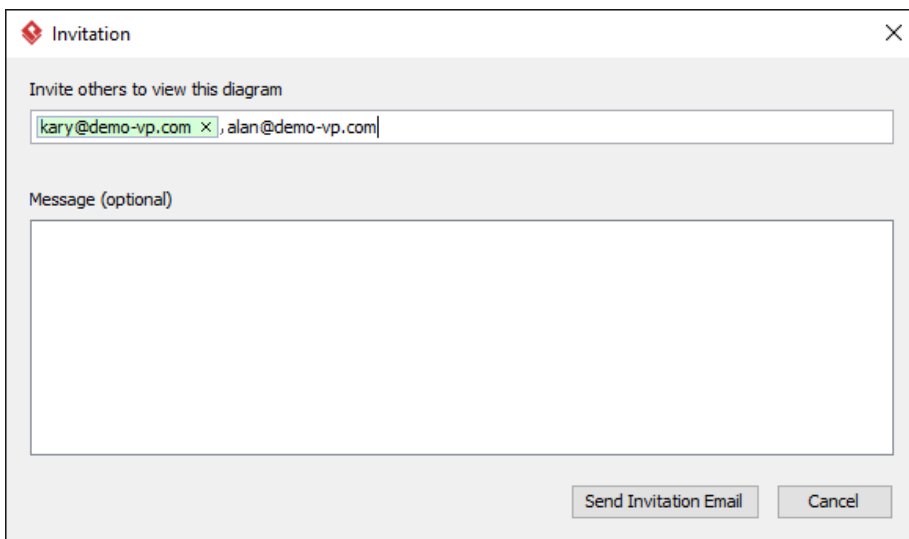 Invitation
Invite others to view this diagram
kary@demo-vp.com × ,alan@demo-vp.com
Message (optional)
Send Invitation Email Cancel